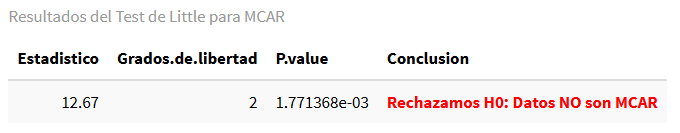 Resultados del Test de Little para MCAR
Estadistico Grados.de.libertad P.value Conclusion
12.67 2 1.771368e-03 Rechazamos H0: Datos NO son MCAR